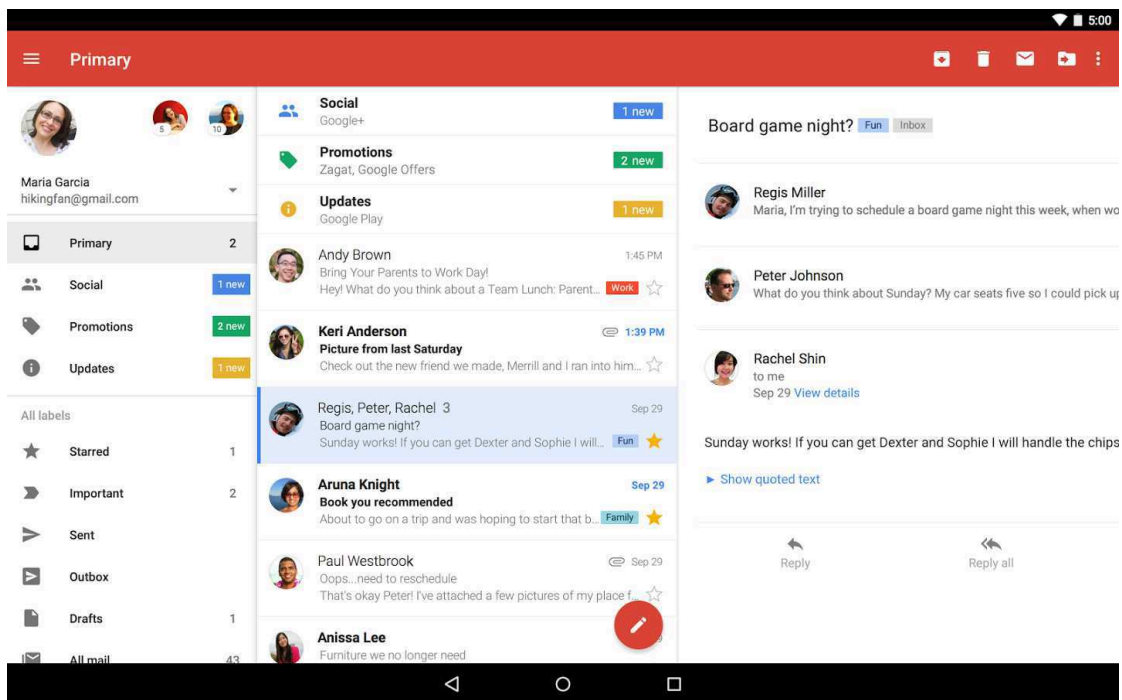 5:00
Primary
5
10
Maria Garcia
hikingfan@gmail.com
Primary 2
Social 1 new
Promotions 2 new
Updates 1 new
All labels
Starred 1
Important 2
Sent
Outbox
Drafts 1
All mail 43
Social
Google+
1 new
Promotions
Zagat, Google Offers
2 new
Updates
Google Play
1 new
Andy Brown 1:45 PM
Bring Your Parents to Work Day!
Hey! What do you think about a Team Lunch: Parent... Work
Keri Anderson 1:39 PM
Picture from last Saturday
Check out the new friend we made, Merrill and I ran into him...
Regis, Peter, Rachel 3 Sep 29
Board game night?
Sunday works! If you can get Dexter and Sophie I will... Fun
Aruna Knight Sep 29
Book you recommended
About to go on a trip and was hoping to start that b... Family
Paul Westbrook Sep 29
Oops...need to reschedule
That's okay Peter! I've attached a few pictures of my place f...
Anissa Lee
Furniture we no longer need
Board game night? Fun Inbox
Regis Miller
Maria, I'm trying to schedule a board game night this week, when wo
Peter Johnson
What do you think about Sunday? My car seats five so I could pick up
Rachel Shin
to me
Sep 29 View details
Sunday works! If you can get Dexter and Sophie I will handle the chips
Show quoted text
Reply Reply all